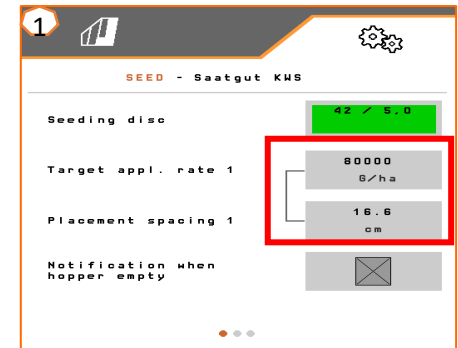 1
SEED - Saatgut KWS
Seeding disc
42 / 5,0
Target appl. rate 1
80000
G/ha
Placement spacing 1
16.6
cm
Notification when
hopper empty